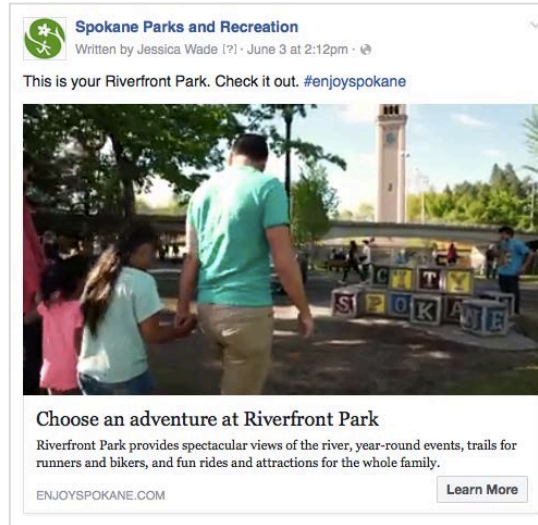 Spokane Parks and Recreation
Written by Jessica Wade [?] · June 3 at 2:12pm ·
This is your Riverfront Park. Check it out. #enjoyspokane
CITY
SPOKANE
Choose an adventure at Riverfront Park
Riverfront Park provides spectacular views of the river, year-round events, trails for
runners and bikers, and fun rides and attractions for the whole family.
ENJOYSPOKANE.COM
Learn More